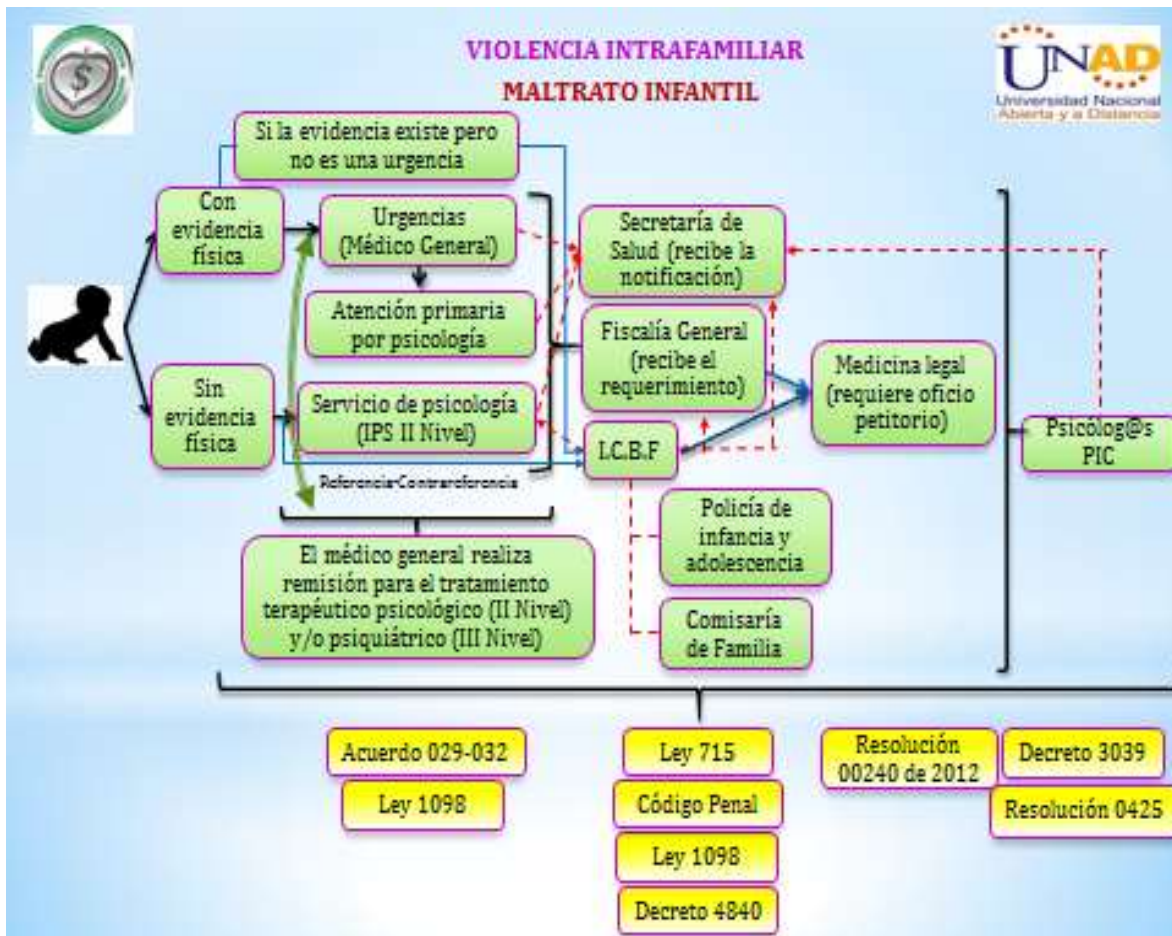 VIOLENCIA INTRAFAMILIAR
MALTRATO INFANTIL
UNAD
Universidad Nacional
Abierta y a Distancia
Si la evidencia existe pero
no es una urgencia
Con
evidencia
física
Urgencias
(Médico General)
Secretaría de
Salud (recibe la
notificación)
Atención primaria
por psicología
Fiscalía General
(recibe el
requerimiento)
Medicina legal
(requiere oficio
petitorio)
Sin
evidencia
física
Servicio de psicología
(IPS II Nivel)
I.C.B.F
Psicólog@s
PIC
Referencia-Contrareferencia
Policía de
infancia y
adolescencia
El médico general realiza
remisión para el tratamiento
terapéutico psicológico (II Nivel)
y/o psiquiátrico (III Nivel)
Comisaría
de Familia
Acuerdo 029-032
Ley 1098
Ley 715
Código Penal
Ley 1098
Decreto 4840
Resolución
00240 de 2012
Decreto 3039
Resolución 0425